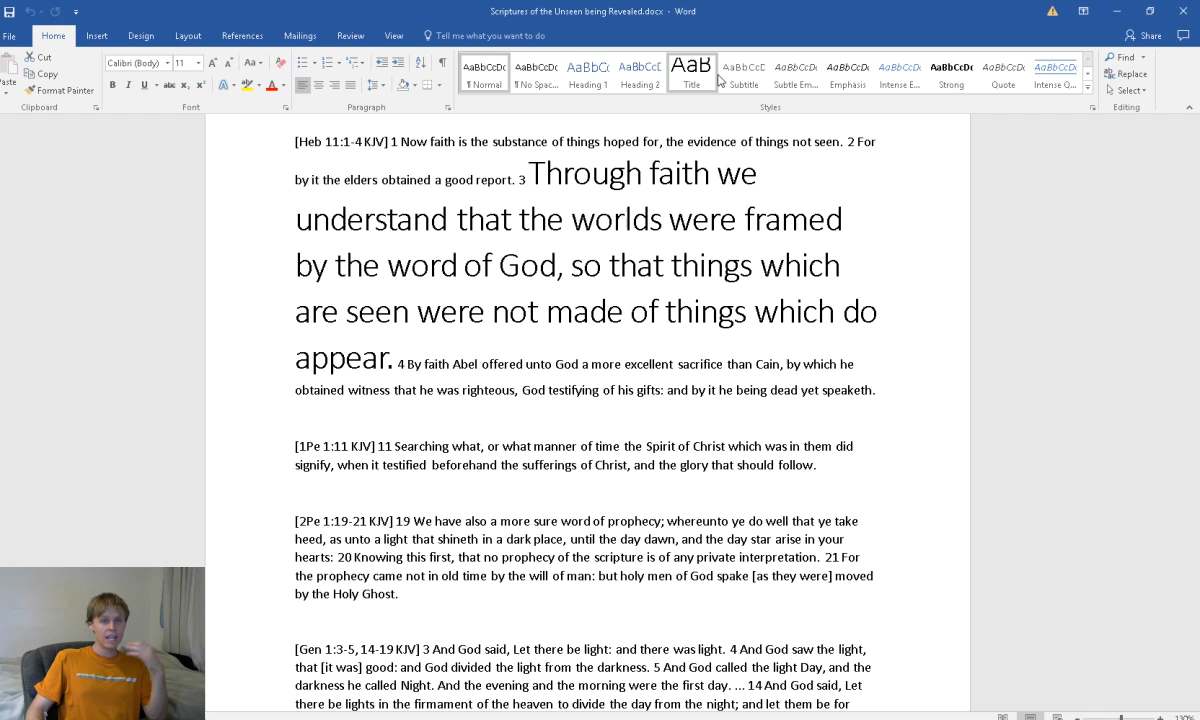 Scriptures of the Unseen being Revealed.docx - Word
File Home Insert Design Layout References Mailings Review View Tell me what you want to do Share
Cut
Copy
Format Painter
Clipboard
Calibri (Body) 11
Font
Paragraph
AaBbCcDc AaBbCcDc AaBbCc AaBbCcD AaB AaBbCcD AaBbCcDc AaBbCcDc AaBbCcDc AaBbCcDc AaBbCcDc AaBbCcDc
¶ Normal ¶ No Spac... Heading 1 Heading 2 Title Subtitle Subtle Em... Emphasis Intense E... Strong Quote Intense Q...
Styles
Find
Replace
Select
Editing
[Heb 11:1-4 KJV] 1 Now faith is the substance of things hoped for, the evidence of things not seen. 2 For
by it the elders obtained a good report. 3 Through faith we
understand that the worlds were framed
by the word of God, so that things which
are seen were not made of things which do
appear. 4 By faith Abel offered unto God a more excellent sacrifice than Cain, by which he
obtained witness that he was righteous, God testifying of his gifts: and by it he being dead yet speaketh.
[1Pe 1:11 KJV] 11 Searching what, or what manner of time the Spirit of Christ which was in them did
signify, when it testified beforehand the sufferings of Christ, and the glory that should follow.
[2Pe 1:19-21 KJV] 19 We have also a more sure word of prophecy; whereunto ye do well that ye take
heed, as unto a light that shineth in a dark place, until the day dawn, and the day star arise in your
hearts: 20 Knowing this first, that no prophecy of the scripture is of any private interpretation. 21 For
the prophecy came not in old time by the will of man: but holy men of God spake [as they were] moved
by the Holy Ghost.
[Gen 1:3-5, 14-19 KJV] 3 And God said, Let there be light: and there was light. 4 And God saw the light,
that [it was] good: and God divided the light from the darkness. 5 And God called the light Day, and the
darkness he called Night. And the evening and the morning were the first day. ... 14 And God said, Let
there be lights in the firmament of the heaven to divide the day from the night; and let them be for
130%